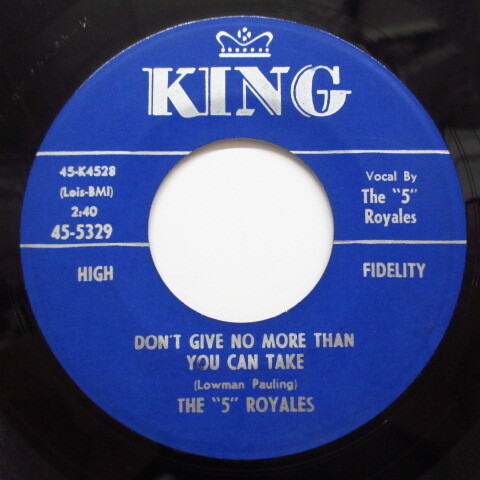 KING
45-K4528
(Lois-BMI)
2:40
45-5329
Vocal By
The "5"
Royales
HIGH
FIDELITY
DON'T GIVE NO MORE THAN
YOU CAN TAKE
(Lowman Pauling)
THE "5" ROYALES